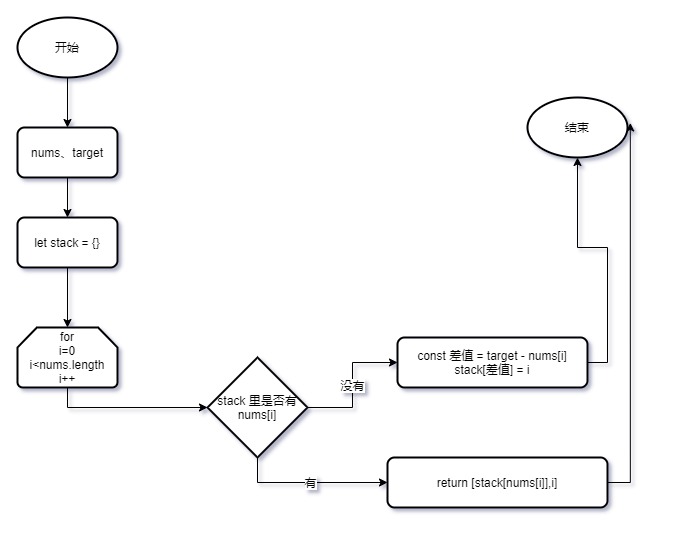 开始
nums、target
let stack = {}
for
i=0
i<nums.length
i++
stack 里是否有
nums[i]
没有
const 差值 = target - nums[i]
stack[差值] = i
有
return [stack[nums[i]],i]
结束